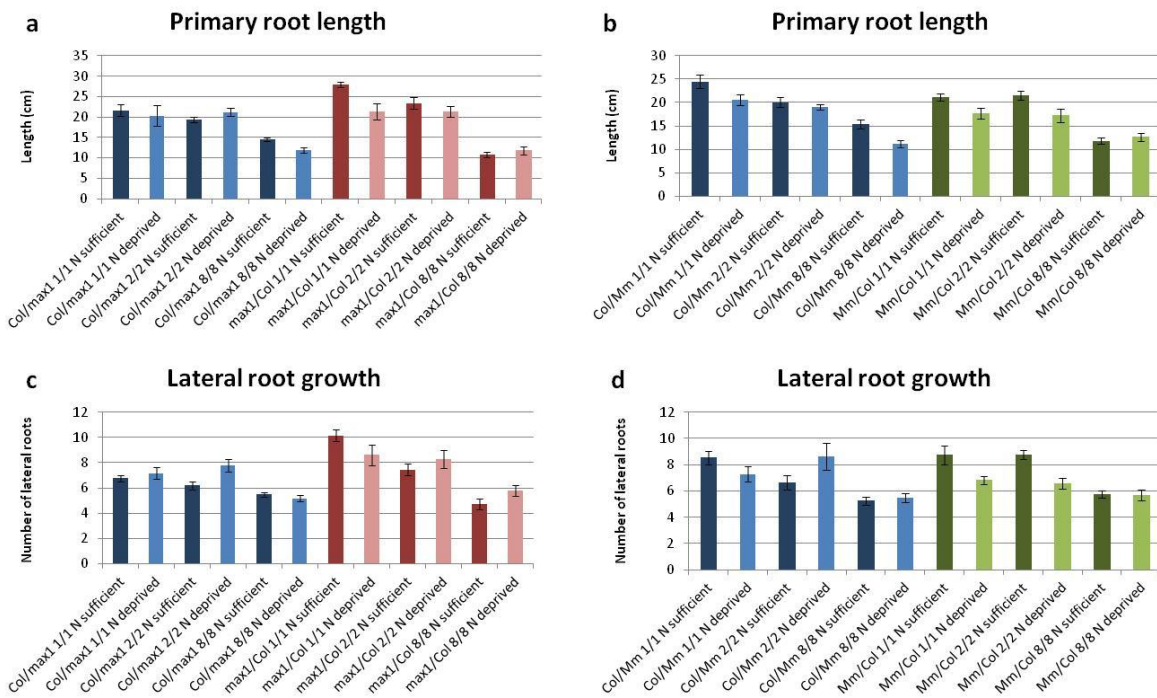 a
Primary root length
Length (cm)
35
30
25
20
15
10
5
0
Col/max1 1/1 N sufficient
Col/max1 1/1 N deprived
Col/max1 2/2 N sufficient
Col/max1 2/2 N deprived
Col/max1 8/8 N sufficient
Col/max1 8/8 N deprived
max1/Col 1/1 N sufficient
max1/Col 1/1 N deprived
max1/Col 2/2 N sufficient
max1/Col 2/2 N deprived
max1/Col 8/8 N sufficient
max1/Col 8/8 N deprived
b
Primary root length
Length (cm)
30
25
20
15
10
5
0
Col/Mm 1/1 N sufficient
Col/Mm 1/1 N deprived
Col/Mm 2/2 N sufficient
Col/Mm 2/2 N deprived
Col/Mm 8/8 N sufficient
Col/Mm 8/8 N deprived
Mm/Col 1/1 N sufficient
Mm/Col 1/1 N deprived
Mm/Col 2/2 N sufficient
Mm/Col 2/2 N deprived
Mm/Col 8/8 N sufficient
Mm/Col 8/8 N deprived
c
Lateral root growth
Number of lateral roots
12
10
8
6
4
2
0
Col/max1 1/1 N sufficient
Col/max1 1/1 N deprived
Col/max1 2/2 N sufficient
Col/max1 2/2 N deprived
Col/max1 8/8 N sufficient
Col/max1 8/8 N deprived
max1/Col 1/1 N sufficient
max1/Col 1/1 N deprived
max1/Col 2/2 N sufficient
max1/Col 2/2 N deprived
max1/Col 8/8 N sufficient
max1/Col 8/8 N deprived
d
Lateral root growth
Number of lateral roots
12
10
8
6
4
2
0
Col/Mm 1/1 N sufficient
Col/Mm 1/1 N deprived
Col/Mm 2/2 N sufficient
Col/Mm 2/2 N deprived
Col/Mm 8/8 N sufficient
Col/Mm 8/8 N deprived
Mm/Col 1/1 N sufficient
Mm/Col 1/1 N deprived
Mm/Col 2/2 N sufficient
Mm/Col 2/2 N deprived
Mm/Col 8/8 N sufficient
Mm/Col 8/8 N deprived